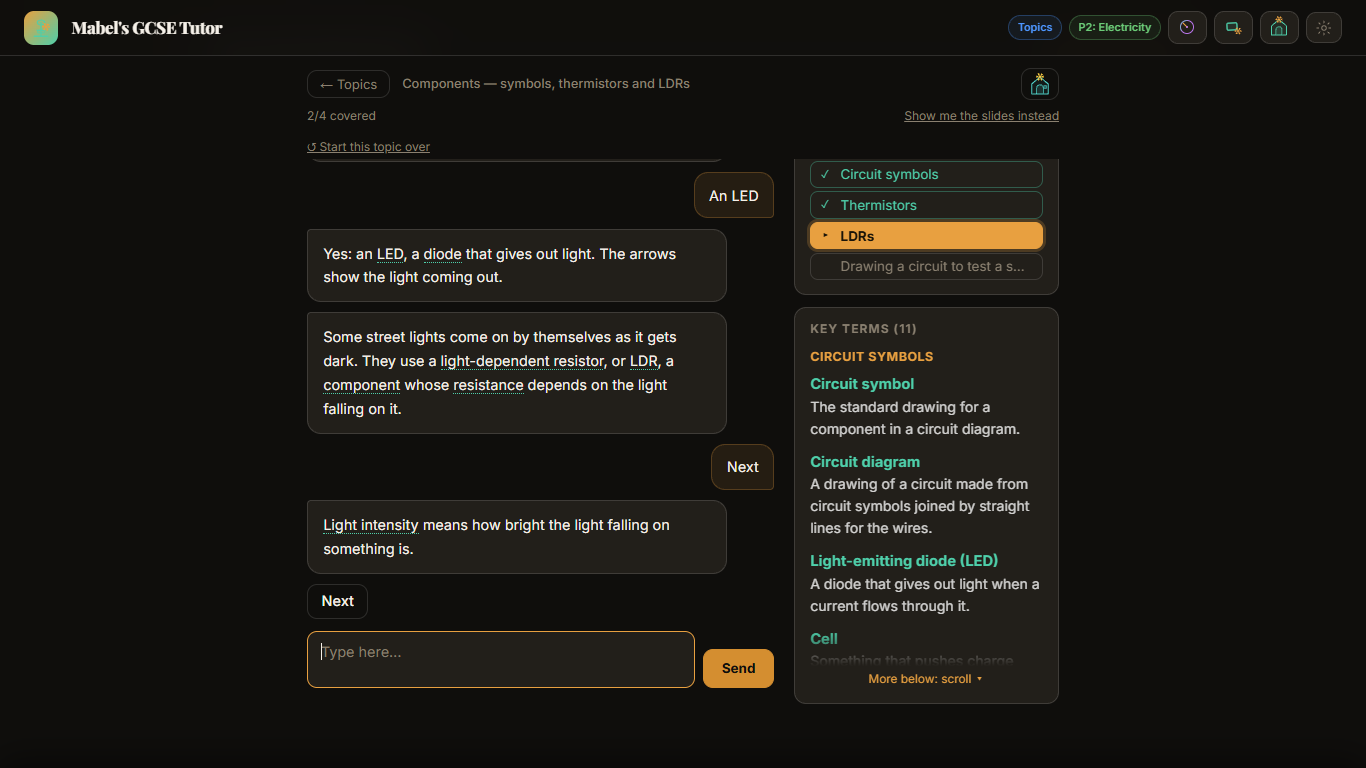 Mabel's GCSE Tutor
Topics
P2: Electricity
← Topics
Components — symbols, thermistors and LDRs
2/4 covered
Show me the slides instead
↺ Start this topic over
An LED
Yes: an LED, a diode that gives out light. The arrows
show the light coming out.
Some street lights come on by themselves as it gets
dark. They use a light-dependent resistor, or LDR, a
component whose resistance depends on the light
falling on it.
Next
Light intensity means how bright the light falling on
something is.
Next
Type here...
Send
✓ Circuit symbols
✓ Thermistors
‣ LDRs
Drawing a circuit to test a s...
KEY TERMS (11)
CIRCUIT SYMBOLS
Circuit symbol
The standard drawing for a
component in a circuit diagram.
Circuit diagram
A drawing of a circuit made from
circuit symbols joined by straight
lines for the wires.
Light-emitting diode (LED)
A diode that gives out light when a
current flows through it.
Cell
Something that pushes charge
More below: scroll ▾